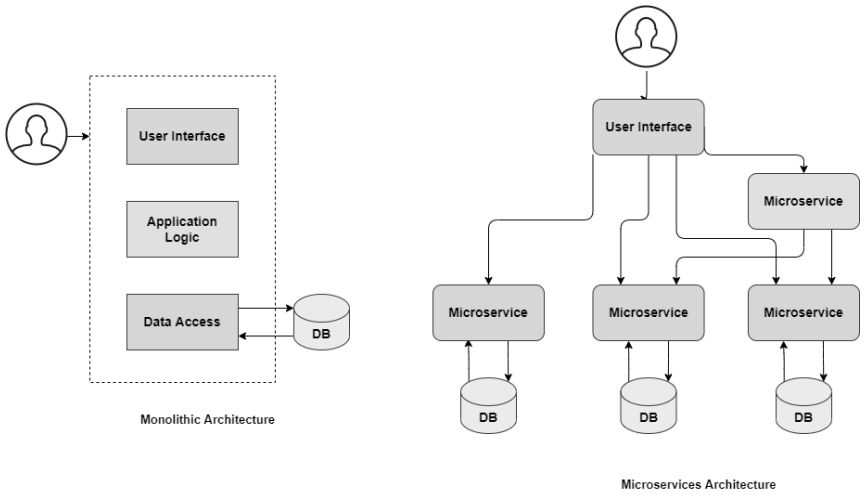 User Interface
Application
Logic
Data Access
DB
Monolithic Architecture
User Interface
Microservice
Microservice
Microservice
Microservice
DB
DB
DB
Microservices Architecture